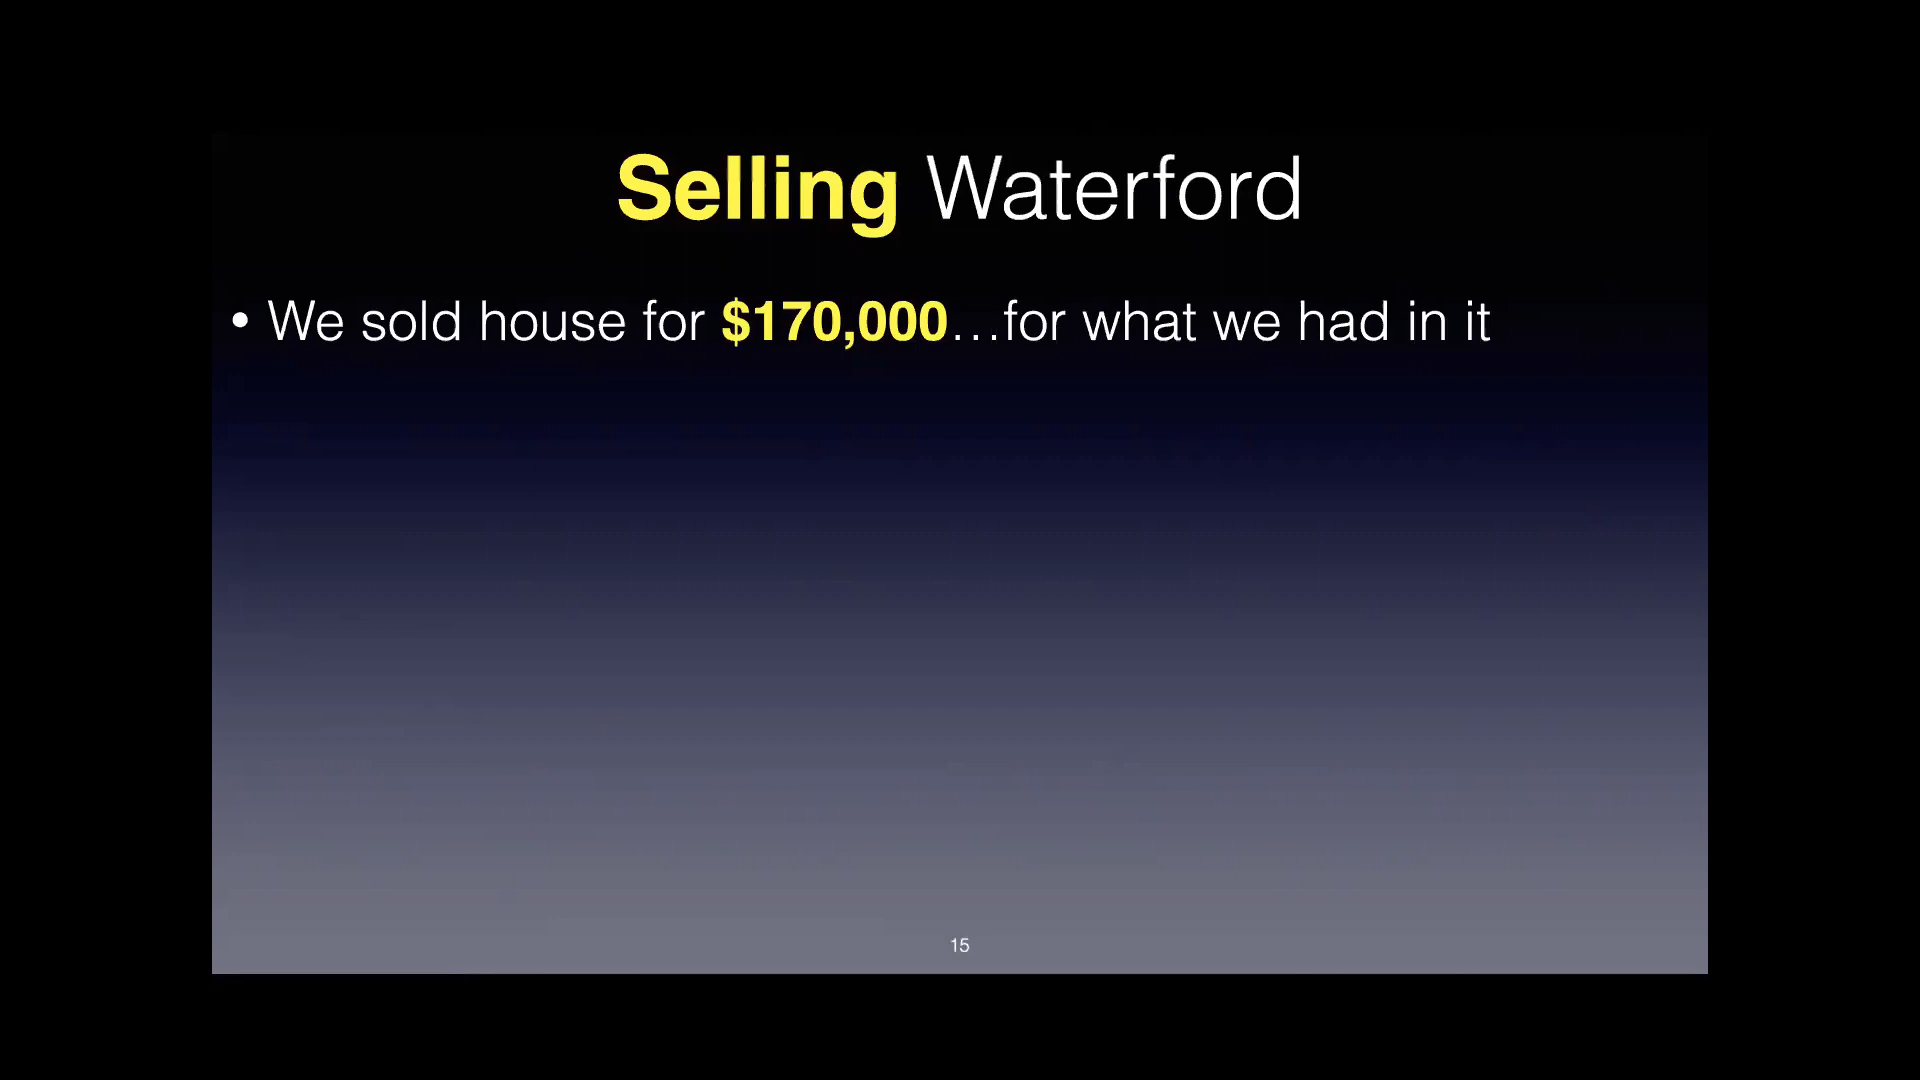 Selling Waterford
• We sold house for $170,000…for what we had in it
15